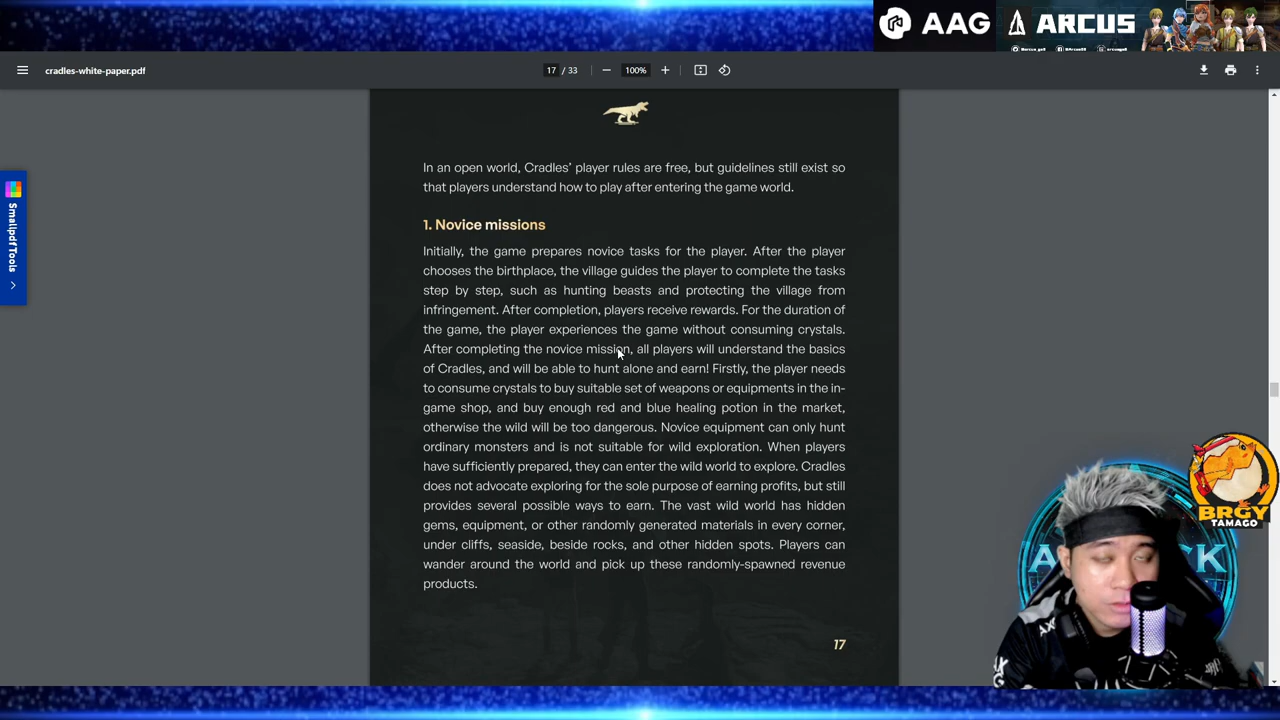 AAG
ARCUS
cradles-white-paper.pdf
17 / 33
100%
Smallpdf Tools
In an open world, Cradles' player rules are free, but guidelines still exist so
that players understand how to play after entering the game world.
1. Novice missions
Initially, the game prepares novice tasks for the player. After the player
chooses the birthplace, the village guides the player to complete the tasks
step by step, such as hunting beasts and protecting the village from
infringement. After completion, players receive rewards. For the duration of
the game, the player experiences the game without consuming crystals.
After completing the novice mission, all players will understand the basics
of Cradles, and will be able to hunt alone and earn! Firstly, the player needs
to consume crystals to buy suitable set of weapons or equipments in the in-
game shop, and buy enough red and blue healing potion in the market,
otherwise the wild will be too dangerous. Novice equipment can only hunt
ordinary monsters and is not suitable for wild exploration. When players
have sufficiently prepared, they can enter the wild world to explore. Cradles
does not advocate exploring for the sole purpose of earning profits, but still
provides several possible ways to earn. The vast wild world has hidden
gems, equipment, or other randomly generated materials in every corner,
under cliffs, seaside, beside rocks, and other hidden spots. Players can
wander around the world and pick up these randomly-spawned revenue
products.
17
BRGY
TAMAGO